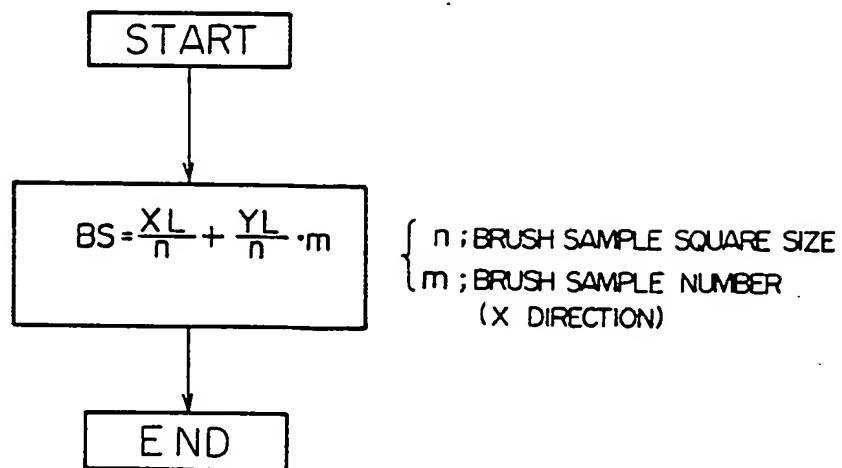 START
BS = XL/n + YL/n ·m
n ; BRUSH SAMPLE SQUARE SIZE
m ; BRUSH SAMPLE NUMBER
(X DIRECTION)
END